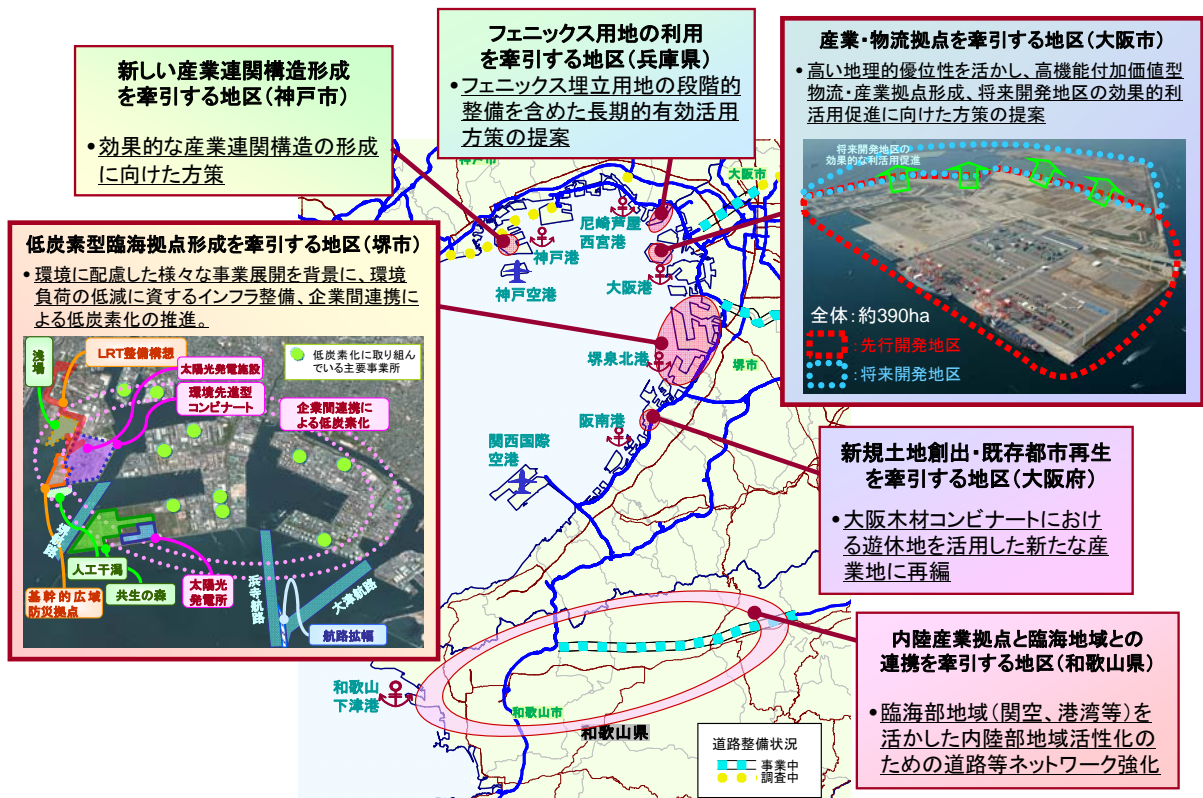 新しい産業連関構造形成
を牽引する地区(神戸市)
•効果的な産業連関構造の形成
に向けた方策
フェニックス用地の利用
を牽引する地区(兵庫県)
•フェニックス埋立用地の段階的
整備を含めた長期的有効活用
方策の提案
産業・物流拠点を牽引する地区(大阪市)
•高い地理的優位性を活かし、高機能付加価値型
物流・産業拠点形成、将来開発地区の効果的利
活用促進に向けた方策の提案
将来開発地区の
効果的な利活用促進
全体:約390ha
:先行開発地区
:将来開発地区
低炭素型臨海拠点形成を牽引する地区(堺市)
•環境に配慮した様々な事業展開を背景に、環境
負荷の低減に資するインフラ整備、企業間連携に
よる低炭素化の推進。
浅場
LRT整備構想
太陽光発電施設
環境先進型
コンビナート
低炭素化に取り組ん
でいる主要事業所
企業間連携に
よる低炭素化
人工干潟
共生の森
基幹的広域
防災拠点
太陽光
発電所
浜寺航路
大津航路
航路拡幅
神戸市
大阪市
尼崎芦屋
西宮港
神戸港
神戸空港
大阪港
堺泉北港
堺市
阪南港
関西国際
空港
新規土地創出・既存都市再生
を牽引する地区(大阪府)
•大阪木材コンビナートにおけ
る遊休地を活用した新たな産
業地に再編
和歌山
下津港
和歌山市
和歌山県
内陸産業拠点と臨海地域との
連携を牽引する地区(和歌山県)
•臨海部地域(関空、港湾等)を
活かした内陸部地域活性化の
ための道路等ネットワーク強化
道路整備状況
事業中
調査中